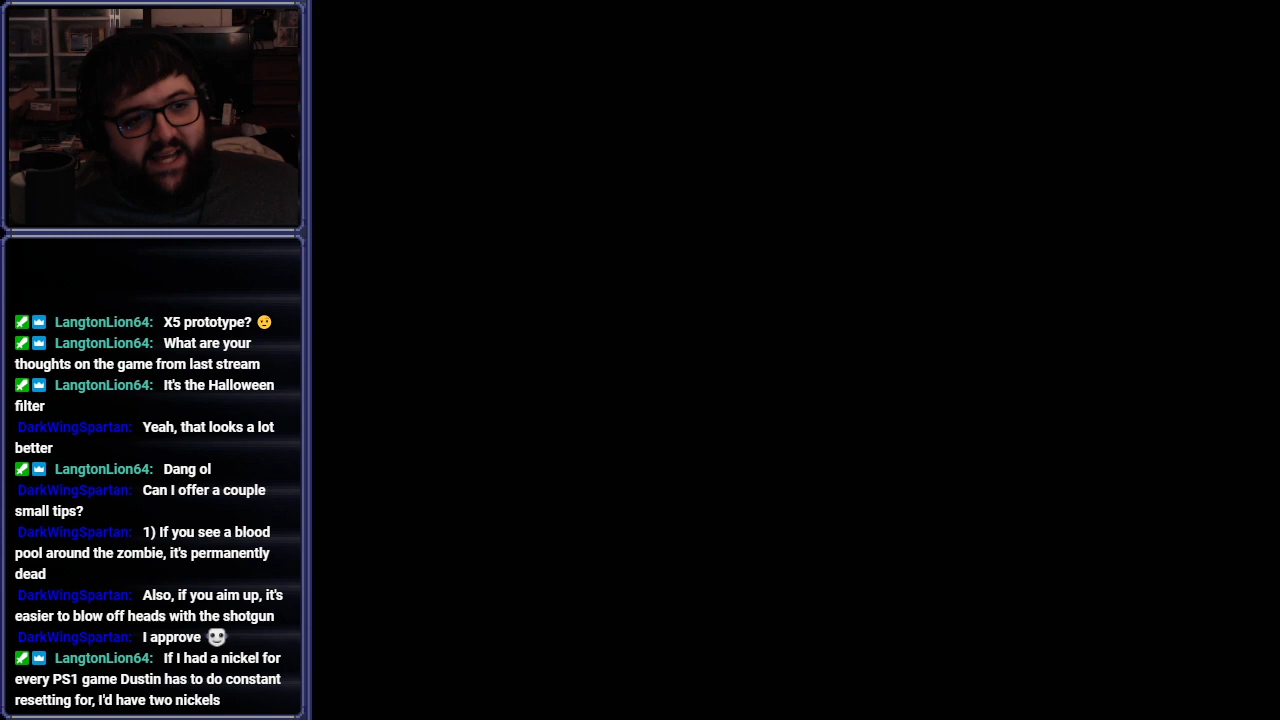 LangtonLion64: X5 prototype?
LangtonLion64: What are your
thoughts on the game from last stream
LangtonLion64: It's the Halloween
filter
DarkWingSpartan: Yeah, that looks a lot
better
LangtonLion64: Dang ol
DarkWingSpartan: Can I offer a couple
small tips?
DarkWingSpartan: 1) If you see a blood
pool around the zombie, it's permanently
dead
DarkWingSpartan: Also, if you aim up, it's
easier to blow off heads with the shotgun
DarkWingSpartan: I approve
LangtonLion64: If I had a nickel for
every PS1 game Dustin has to do constant
resetting for, I'd have two nickels